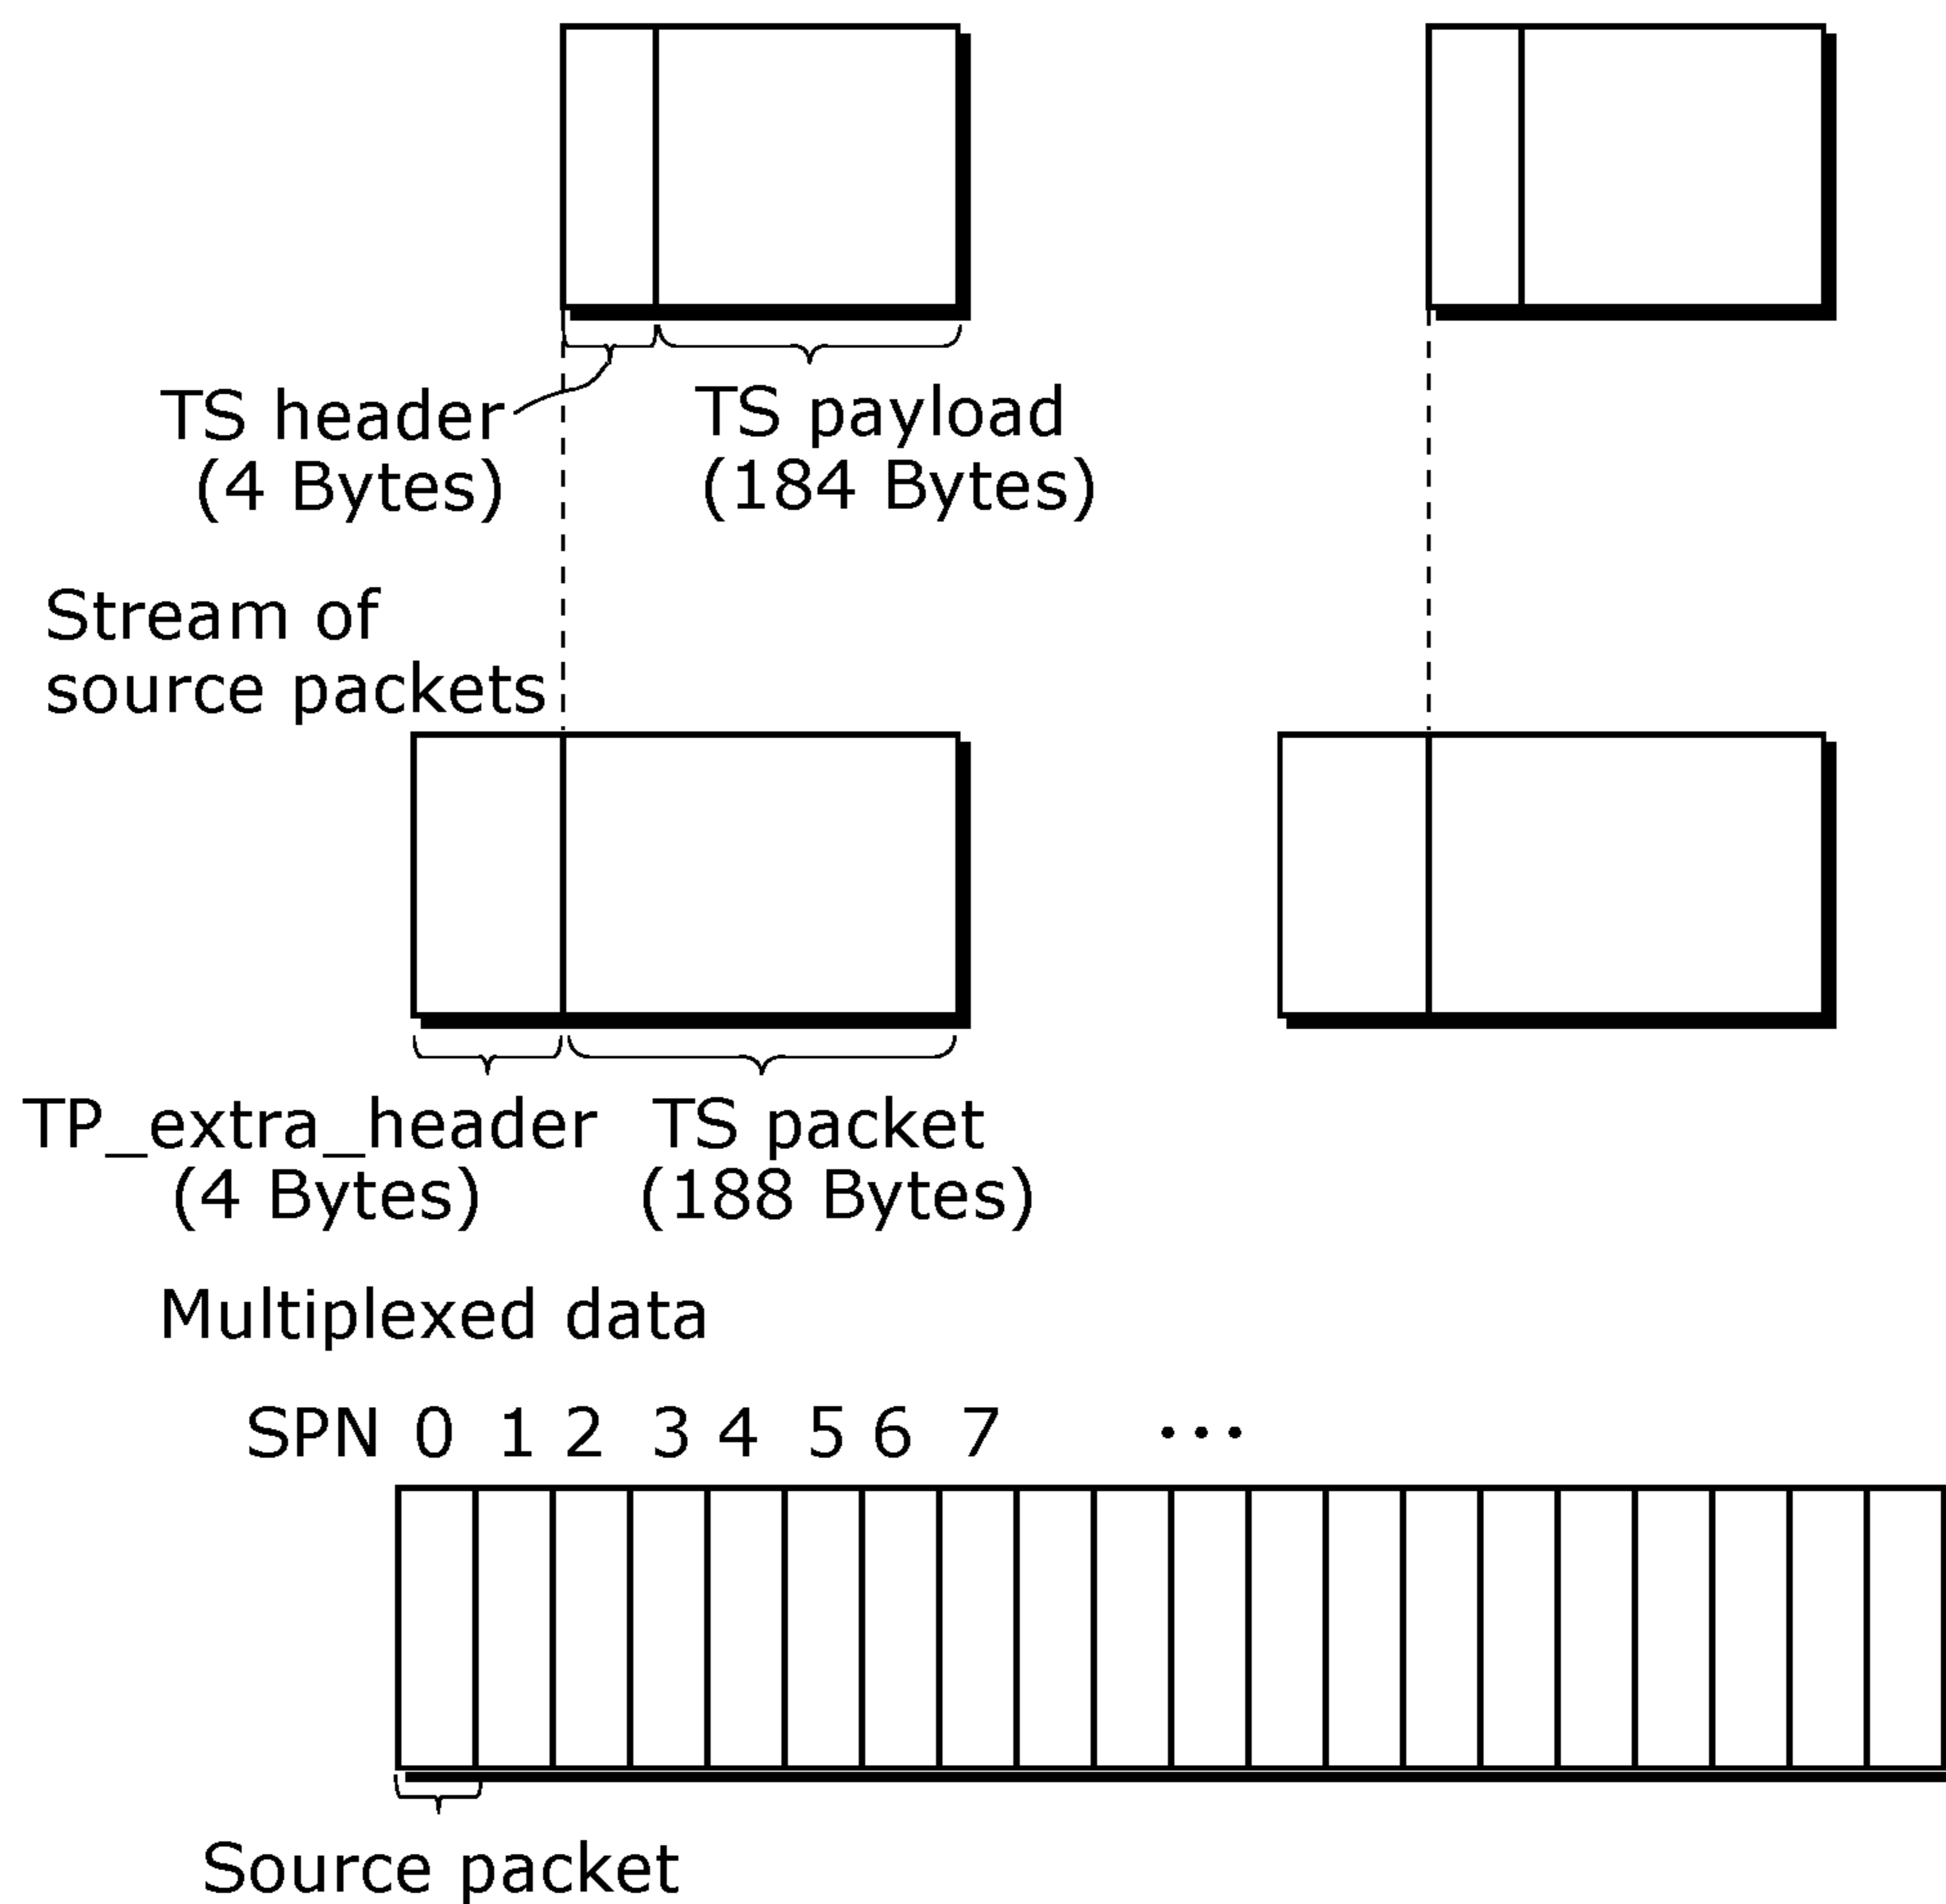 TS header
(4 Bytes)
TS payload
(184 Bytes)
Stream of
source packets
TP_extra_header
(4 Bytes)
TS packet
(188 Bytes)
Multiplexed data
SPN 0 1 2 3 4 5 6 7 ...
Source packet